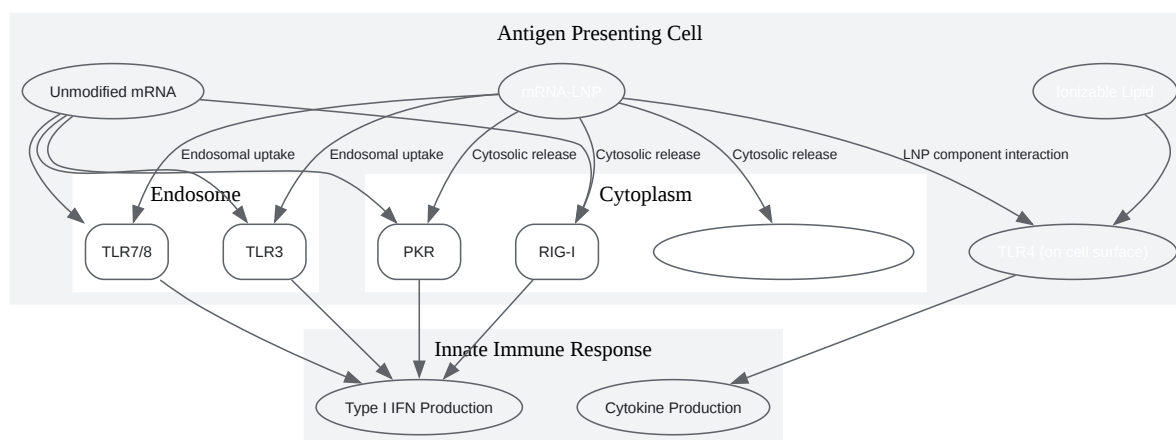 Antigen Presenting Cell
Unmodified mRNA
mRNA-LNP
Ionizable Lipid
Endosomal uptake
Endosomal uptake
Cytosolic release
Cytosolic release
Cytosolic release
LNP component interaction
Endosome
Cytoplasm
TLR7/8
TLR3
PKR
RIG-I
TLR4 (on cell surface)
Innate Immune Response
Type I IFN Production
Cytokine Production